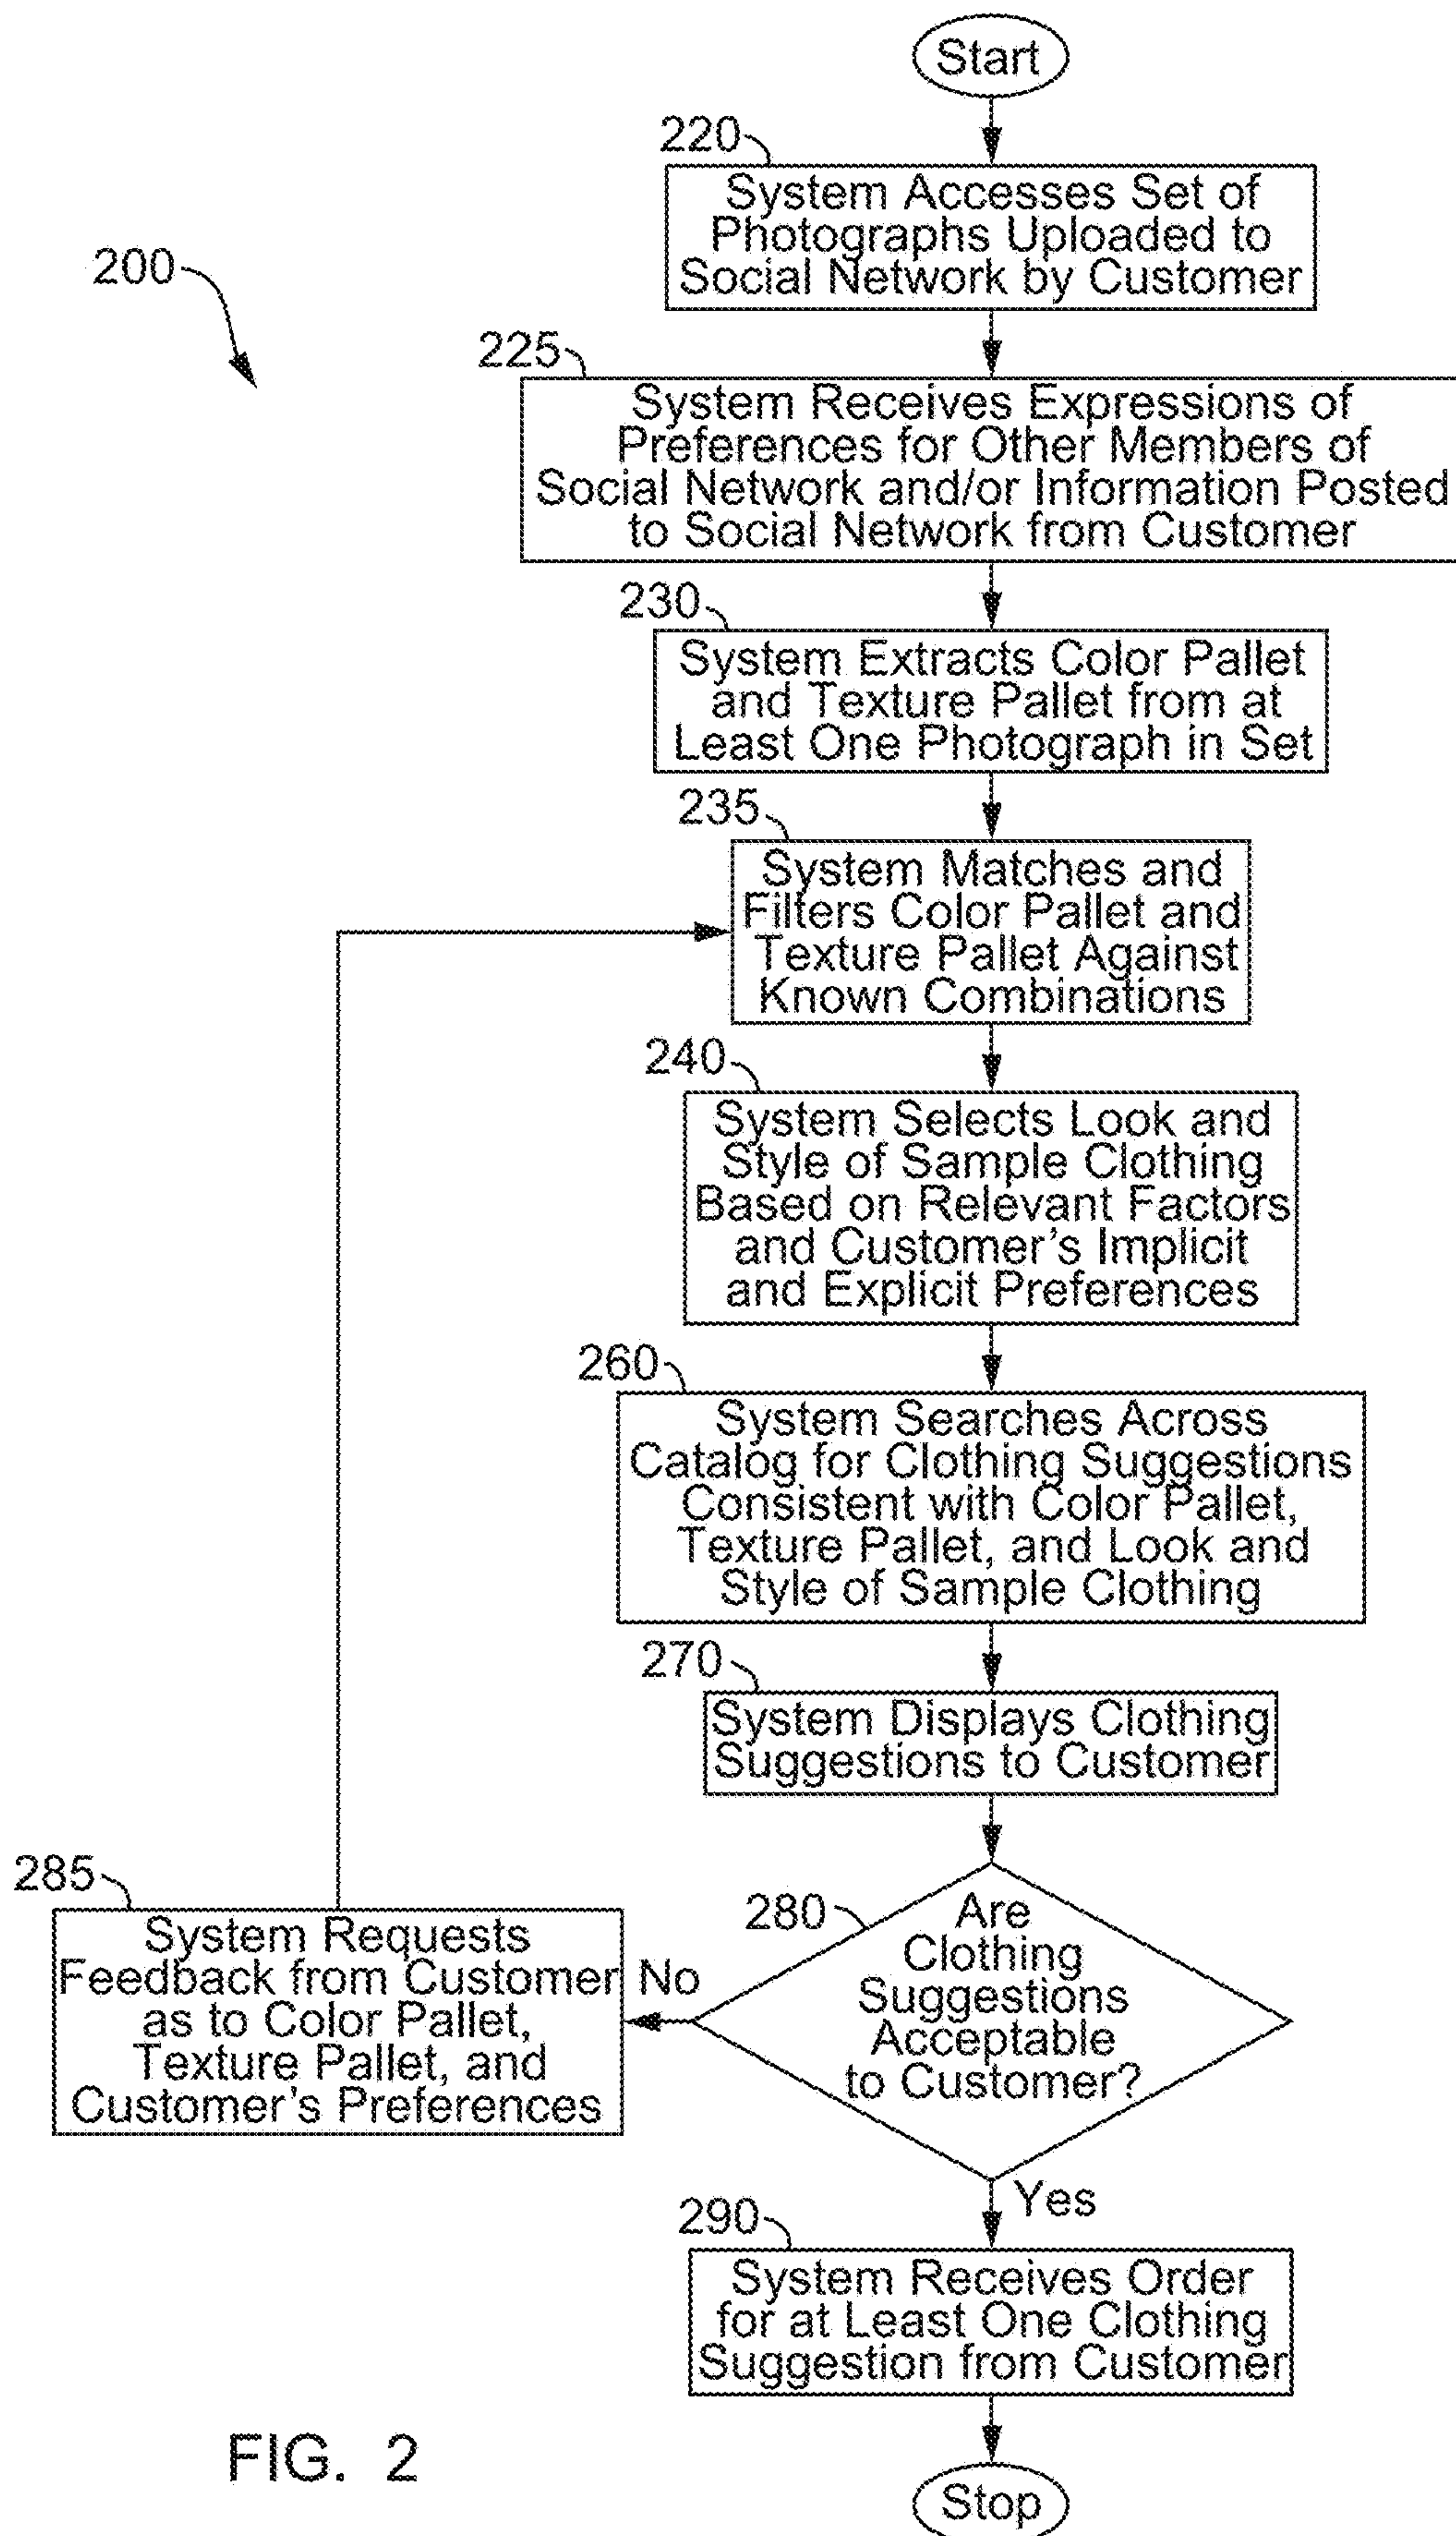 Start
220
System Accesses Set of
Photographs Uploaded to
Social Network by Customer
200
225
System Receives Expressions of
Preferences for Other Members of
Social Network and/or Information Posted
to Social Network from Customer
230
System Extracts Color Pallet
and Texture Pallet from at
Least One Photograph in Set
235
System Matches and
Filters Color Pallet and
Texture Pallet Against
Known Combinations
240
System Selects Look and
Style of Sample Clothing
Based on Relevant Factors
and Customer's Implicit
and Explicit Preferences
260
System Searches Across
Catalog for Clothing Suggestions
Consistent with Color Pallet,
Texture Pallet, and Look and
Style of Sample Clothing
270
System Displays Clothing
Suggestions to Customer
280
Are
Clothing
Suggestions
Acceptable
to Customer?
No
285
System Requests
Feedback from Customer
as to Color Pallet,
Texture Pallet, and
Customer's Preferences
Yes
290
System Receives Order
for at Least One Clothing
Suggestion from Customer
Stop
FIG. 2